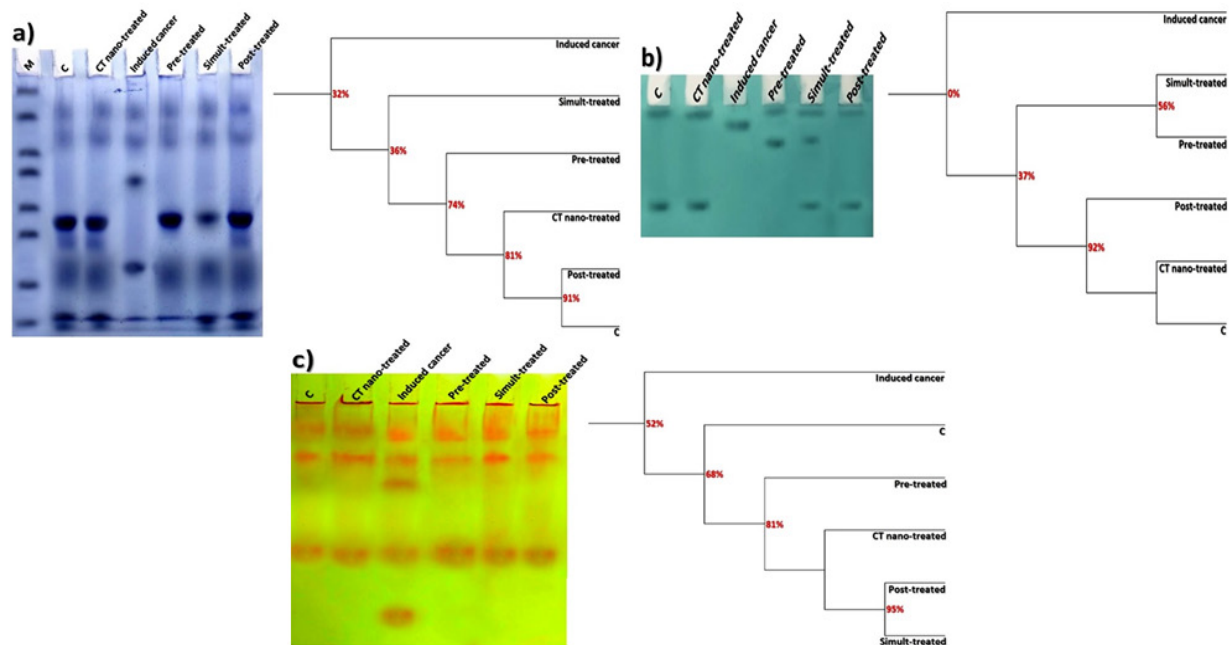 a)
M
C
CT nano-treated
Induced cancer
Pre-treated
Simult-treated
Post-treated
Induced cancer
32%
Simult-treated
36%
Pre-treated
74%
CT nano-treated
81%
Post-treated
91%
C
b)
C
CT nano-treated
Induced cancer
Pre-treated
Simult-treated
Post-treated
Induced cancer
0%
Simult-treated
56%
Pre-treated
37%
Post-treated
92%
CT nano-treated
C
c)
C
CT nano-treated
Induced cancer
Pre-treated
Simult-treated
Post-treated
Induced cancer
52%
C
68%
Pre-treated
81%
CT nano-treated
Post-treated
95%
Simult-treated